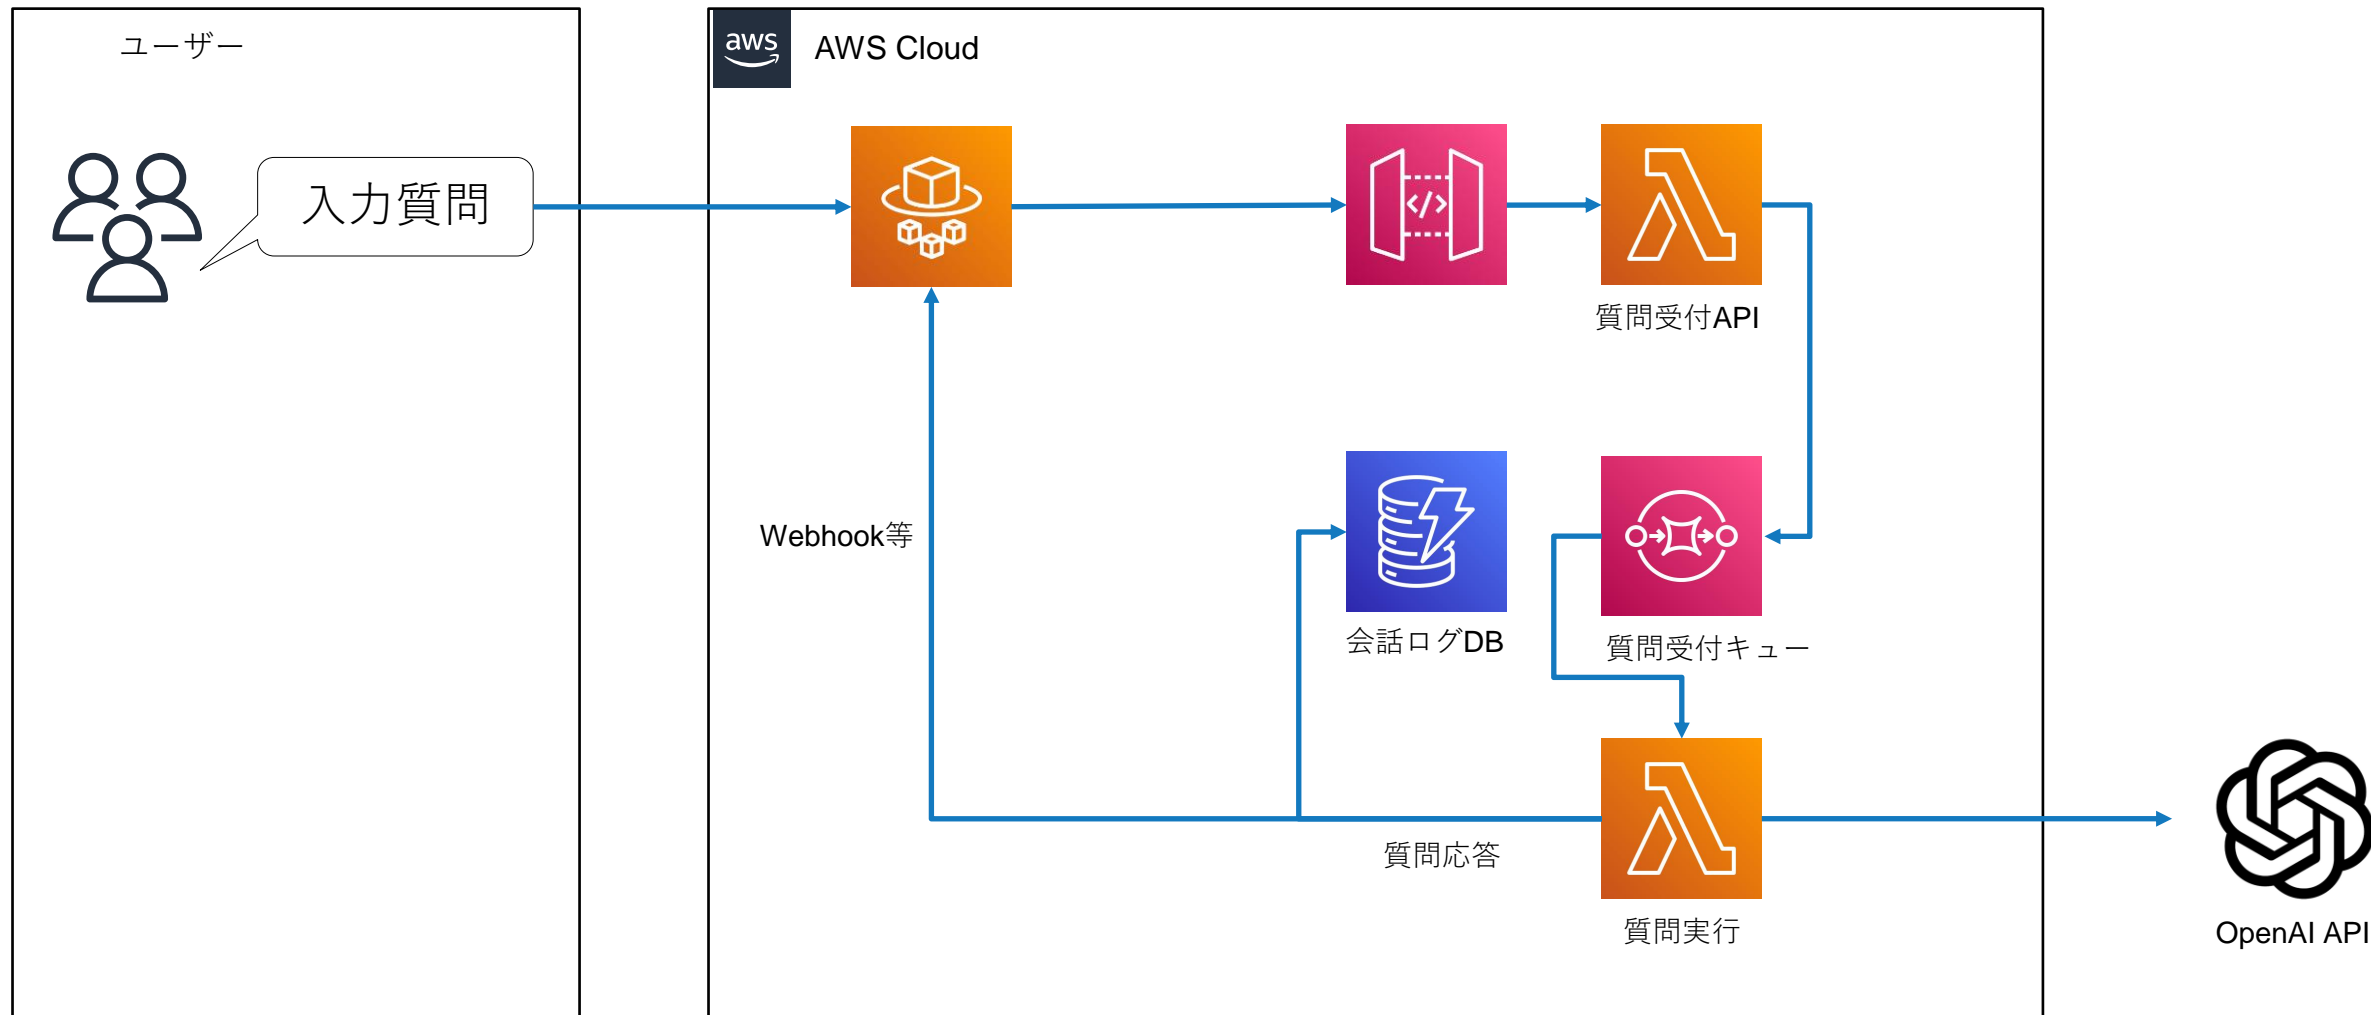 ユーザー
aws
AWS Cloud
入力質問
</>
質問受付API
Webhook等
会話ログDB
質問受付キュー
質問応答
質問実行
OpenAI API